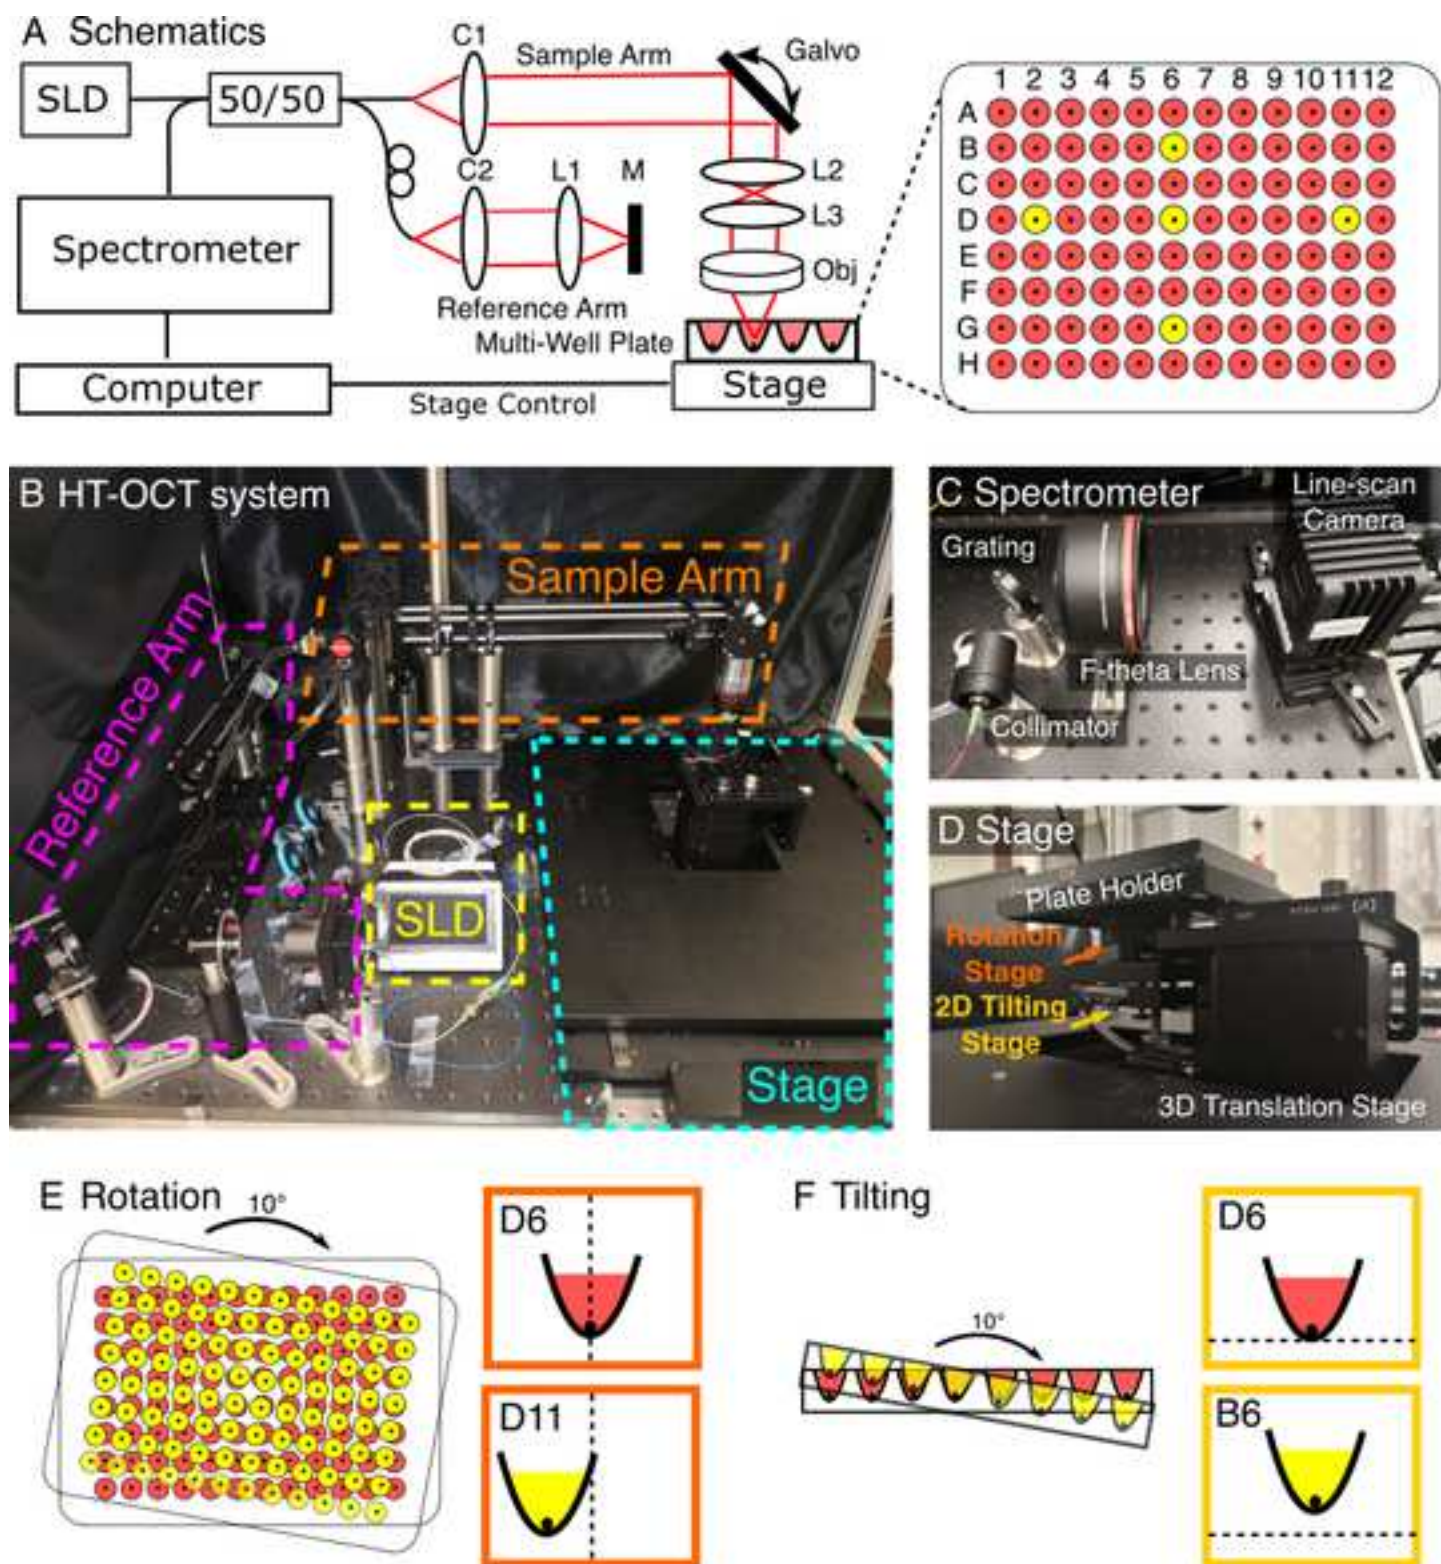 A Schematics
C1
Sample Arm
Galvo
SLD
50/50
C2
L1
M
L2
L3
Obj
Spectrometer
Reference Arm
Multi-Well Plate
Computer
Stage Control
Stage
1 2 3 4 5 6 7 8 9 10 11 12
A
B
C
D
E
F
G
H
B HT-OCT system
Sample Arm
Reference Arm
SLD
Stage
C Spectrometer
Line-scan
Camera
Grating
F-theta Lens
Collimator
D Stage
Plate Holder
Rotation
Stage
2D Tilting
Stage
3D Translation Stage
E Rotation
10°
D6
D11
F Tilting
10°
D6
B6